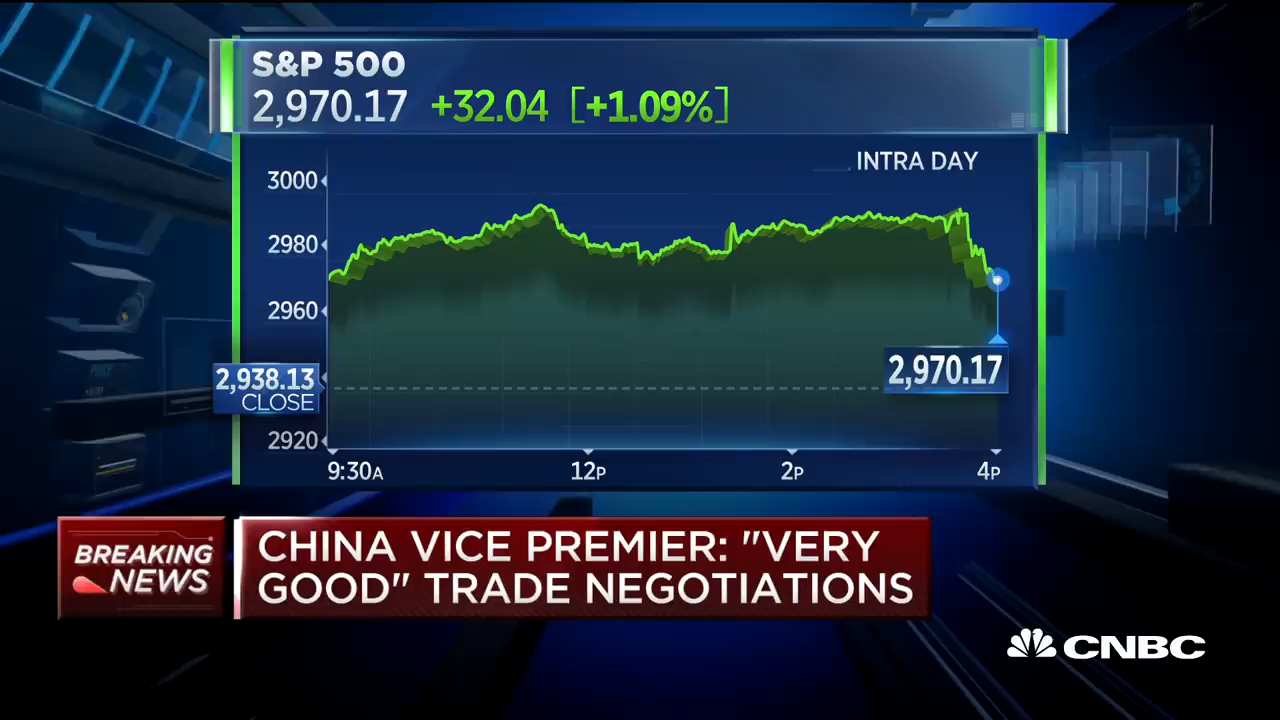 S&P 500
2,970.17 +32.04 [+1.09%]
INTRA DAY
3000
2980
2960
2,938.13
CLOSE
2920
2,970.17
9:30A 12P 2P 4P
BREAKING
NEWS
CHINA VICE PREMIER: "VERY
GOOD" TRADE NEGOTIATIONS
CNBC